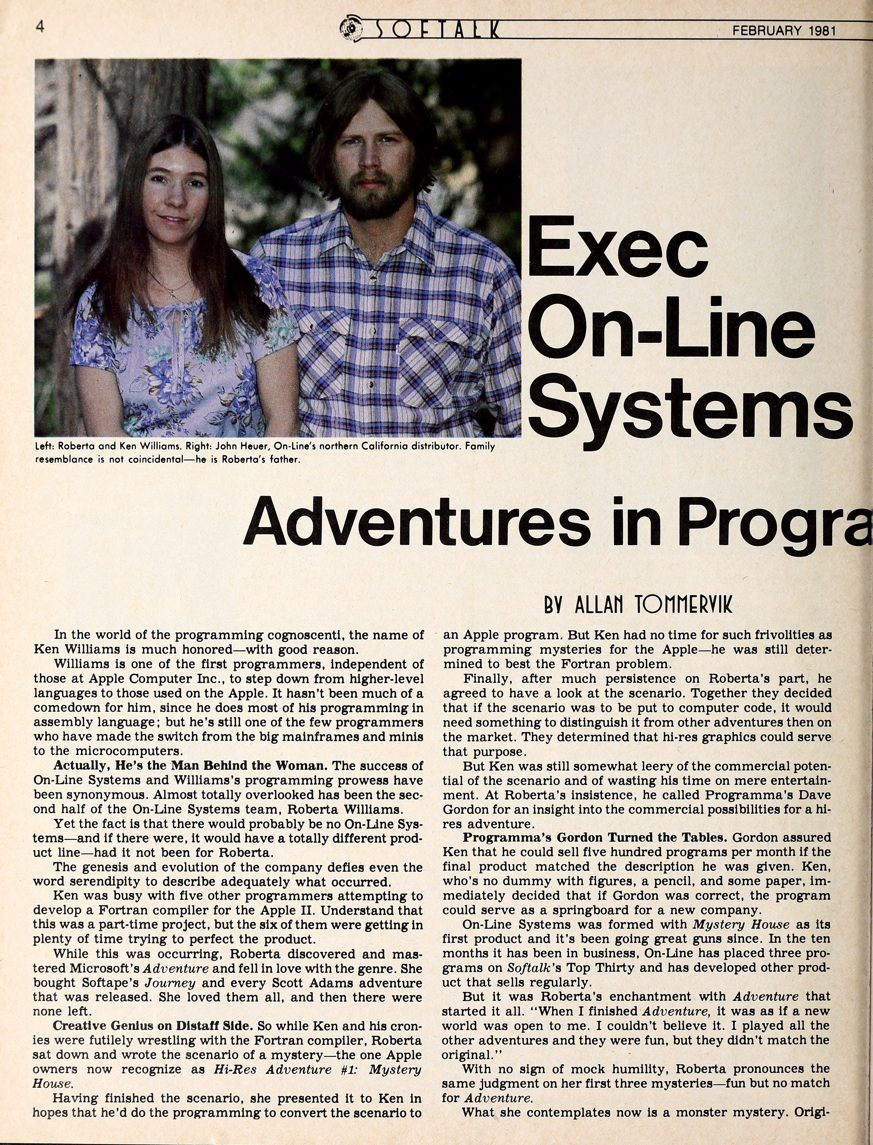 4
SOFTALK
FEBRUARY 1981
Exec
On-Line
Systems
Left: Roberta and Ken Williams. Right: John Heuer, On-Line's northern California distributor. Family
resemblance is not coincidental—he is Roberta's father.
Adventures in Progra
BY ALLAN TOMMERVIK
In the world of the programming cognoscenti, the name of
Ken Williams is much honored—with good reason.
Williams is one of the first programmers, independent of
those at Apple Computer Inc., to step down from higher-level
languages to those used on the Apple. It hasn't been much of a
comedown for him, since he does most of his programming in
assembly language; but he's still one of the few programmers
who have made the switch from the big mainframes and minis
to the microcomputers.
Actually, He's the Man Behind the Woman. The success of
On-Line Systems and Williams's programming prowess have
been synonymous. Almost totally overlooked has been the sec-
ond half of the On-Line Systems team, Roberta Williams.
Yet the fact is that there would probably be no On-Line Sys-
tems—and if there were, it would have a totally different prod-
uct line—had it not been for Roberta.
The genesis and evolution of the company defies even the
word serendipity to describe adequately what occurred.
Ken was busy with five other programmers attempting to
develop a Fortran compiler for the Apple II. Understand that
this was a part-time project, but the six of them were getting in
plenty of time trying to perfect the product.
While this was occurring, Roberta discovered and mas-
tered Microsoft's Adventure and fell in love with the genre. She
bought Softape's Journey and every Scott Adams adventure
that was released. She loved them all, and then there were
none left.
Creative Genius on Distaff Side. So while Ken and his cron-
ies were futilely wrestling with the Fortran compiler, Roberta
sat down and wrote the scenario of a mystery—the one Apple
owners now recognize as Hi-Res Adventure #1: Mystery
House.
Having finished the scenario, she presented it to Ken in
hopes that he'd do the programming to convert the scenario to
an Apple program. But Ken had no time for such frivolities as
programming mysteries for the Apple—he was still deter-
mined to best the Fortran problem.
Finally, after much persistence on Roberta's part, he
agreed to have a look at the scenario. Together they decided
that if the scenario was to be put to computer code, it would
need something to distinguish it from other adventures then on
the market. They determined that hi-res graphics could serve
that purpose.
But Ken was still somewhat leery of the commercial poten-
tial of the scenario and of wasting his time on mere entertain-
ment. At Roberta's insistence, he called Programma's Dave
Gordon for an insight into the commercial possibilities for a hi-
res adventure.
Programma's Gordon Turned the Tables. Gordon assured
Ken that he could sell five hundred programs per month if the
final product matched the description he was given. Ken,
who's no dummy with figures, a pencil, and some paper, im-
mediately decided that if Gordon was correct, the program
could serve as a springboard for a new company.
On-Line Systems was formed with Mystery House as its
first product and it's been going great guns since. In the ten
months it has been in business, On-Line has placed three pro-
grams on Softalk's Top Thirty and has developed other prod-
uct that sells regularly.
But it was Roberta's enchantment with Adventure that
started it all. "When I finished Adventure, it was as if a new
world was open to me. I couldn't believe it. I played all the
other adventures and they were fun, but they didn't match the
original."
With no sign of mock humility, Roberta pronounces the
same judgment on her first three mysteries—fun but no match
for Adventure.
What she contemplates now is a monster mystery. Origi-